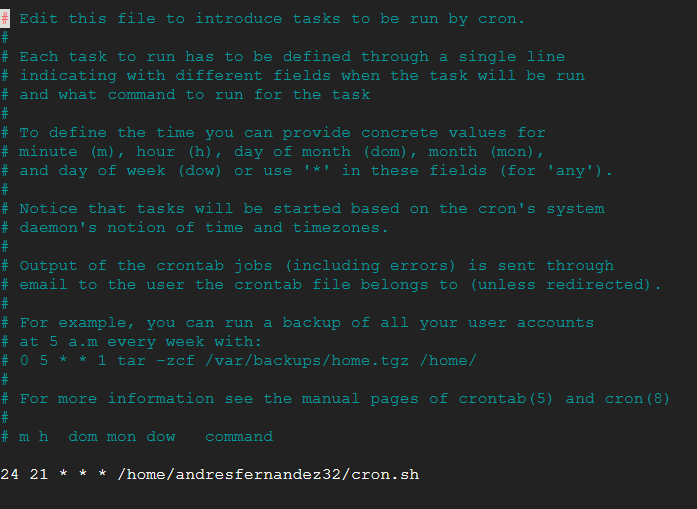 # Edit this file to introduce tasks to be run by cron.
#
# Each task to run has to be defined through a single line
# indicating with different fields when the task will be run
# and what command to run for the task
#
# To define the time you can provide concrete values for
# minute (m), hour (h), day of month (dom), month (mon),
# and day of week (dow) or use '*' in these fields (for 'any').
#
# Notice that tasks will be started based on the cron's system
# daemon's notion of time and timezones.
#
# Output of the crontab jobs (including errors) is sent through
# email to the user the crontab file belongs to (unless redirected).
#
# For example, you can run a backup of all your user accounts
# at 5 a.m every week with:
# 0 5 * * 1 tar -zcf /var/backups/home.tgz /home/
#
# For more information see the manual pages of crontab(5) and cron(8)
#
# m h  dom mon dow   command
24 21 * * * /home/andresfernandez32/cron.sh